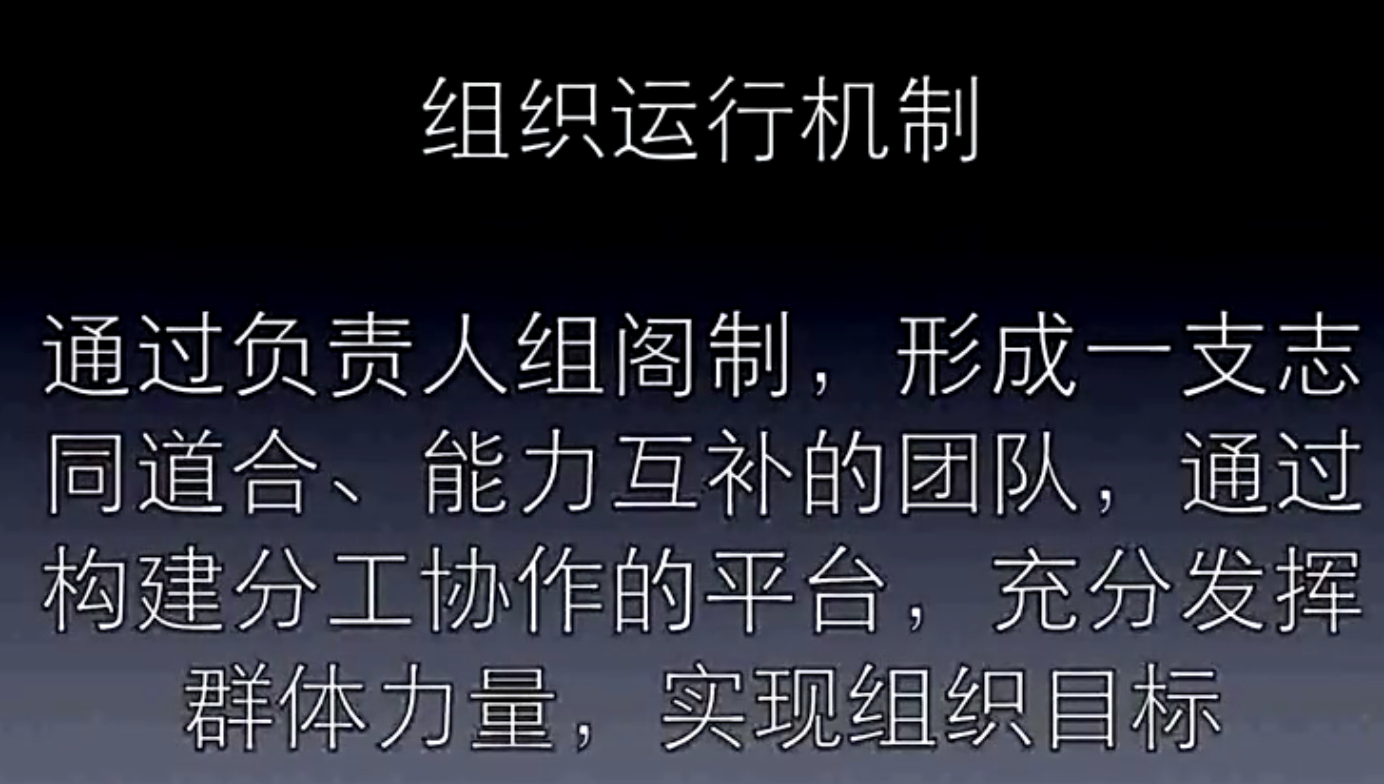 组织运行机制
通过负责人组阁制，形成一支志
同道合、能力互补的团队，通过
构建分工协作的平台，充分发挥
群体力量，实现组织目标